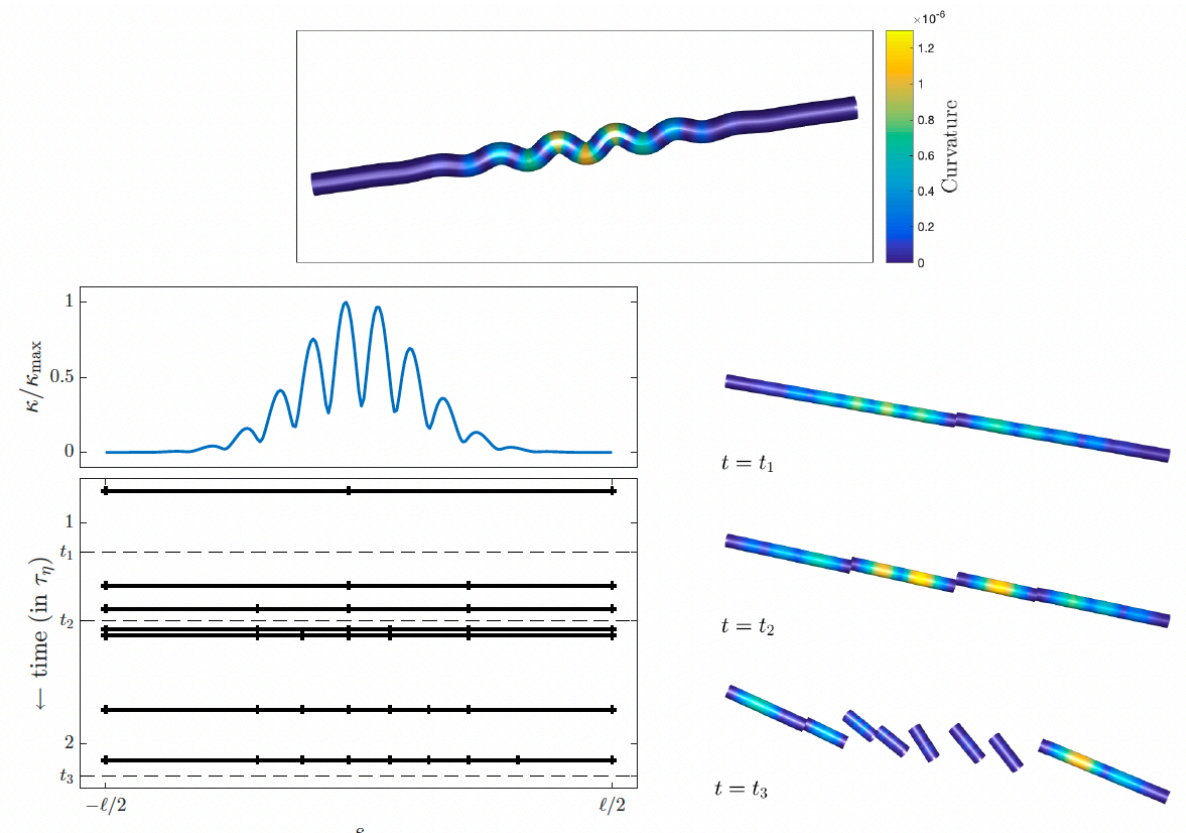 ×10⁻⁶
1.2
1
0.8
0.6
0.4
0.2
0
Curvature
κ/κmax
1
0.5
0
← time (in τη)
1
t₁
t₂
2
t₃
−ℓ/2
ℓ/2
t = t₁
t = t₂
t = t₃